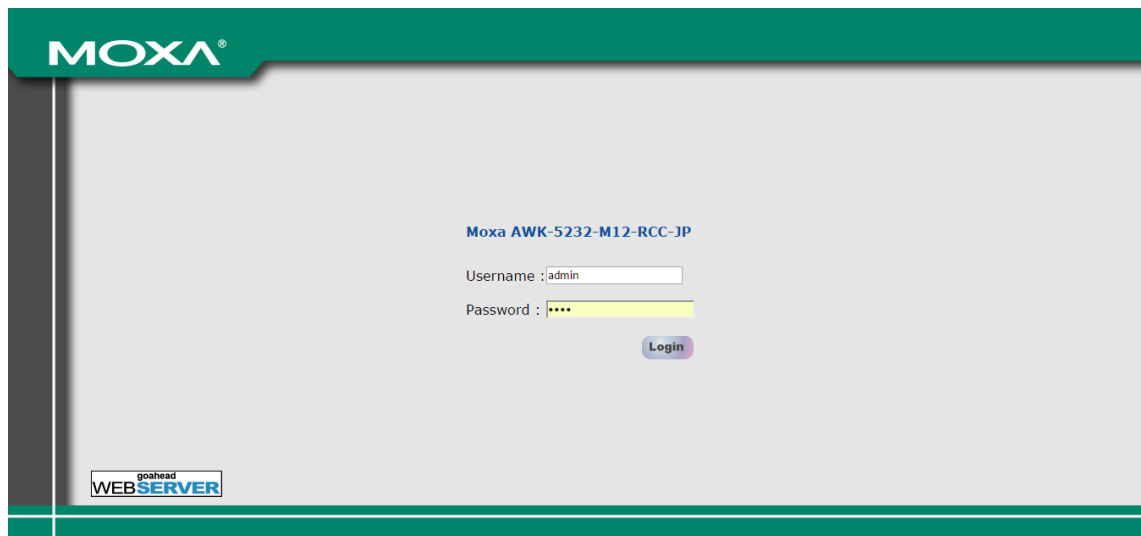 MOXA®
Moxa AWK-5232-M12-RCC-JP
Username : admin
Password : ••••
Login
goahead
WEBSERVER